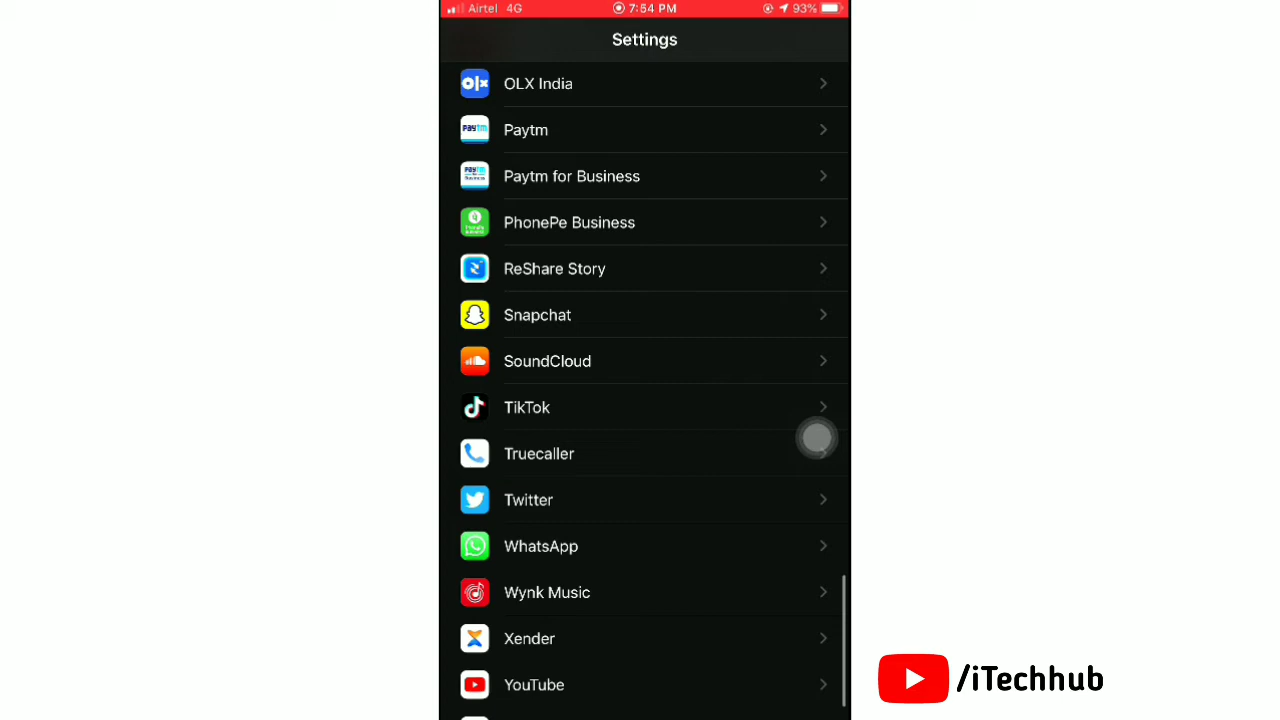 Airtel 4G 7:54 PM 93%
Settings
OLX India
Paytm
Paytm for Business
PhonePe Business
ReShare Story
Snapchat
SoundCloud
TikTok
Truecaller
Twitter
WhatsApp
Wynk Music
Xender
YouTube
/iTechhub